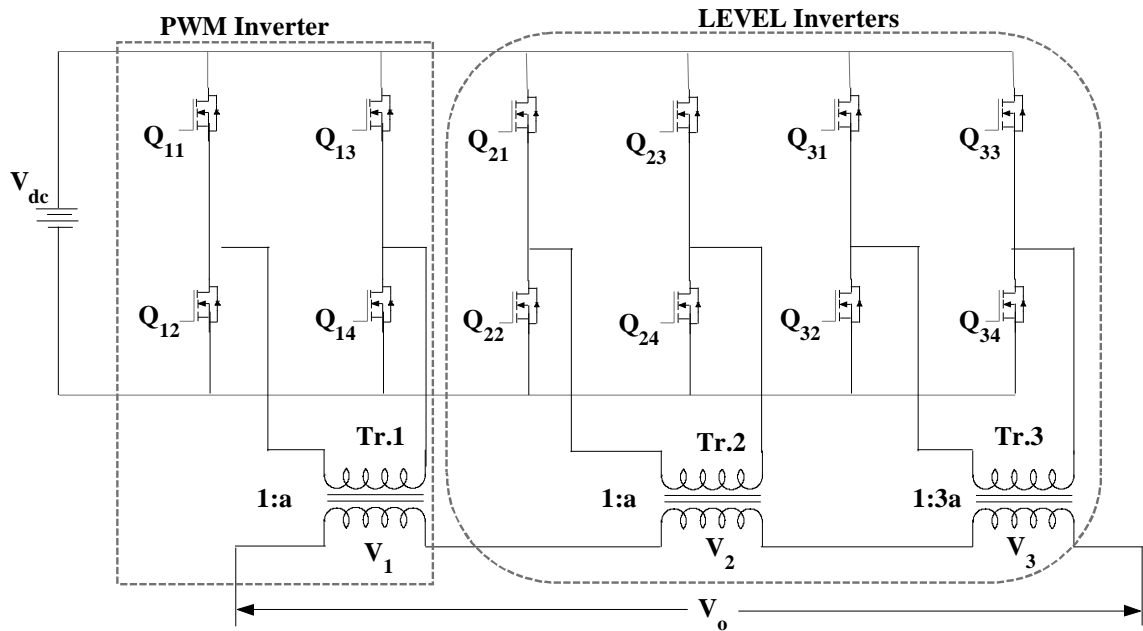 PWM Inverter
LEVEL Inverters
Q11
Q13
Q21
Q23
Q31
Q33
Vdc
Q12
Q14
Q22
Q24
Q32
Q34
Tr.1
Tr.2
Tr.3
1:a
1:a
1:3a
V1
V2
V3
Vo